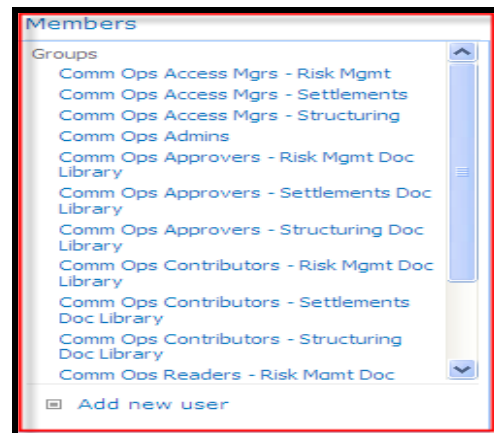 Members
Groups
Comm Ops Access Mgrs - Risk Mgmt
Comm Ops Access Mgrs - Settlements
Comm Ops Access Mgrs - Structuring
Comm Ops Admins
Comm Ops Approvers - Risk Mgmt Doc
Library
Comm Ops Approvers - Settlements Doc
Library
Comm Ops Approvers - Structuring Doc
Library
Comm Ops Contributors - Risk Mgmt Doc
Library
Comm Ops Contributors - Settlements
Doc Library
Comm Ops Contributors - Structuring
Doc Library
Comm Ops Readers - Risk Mgmt Doc
Add new user